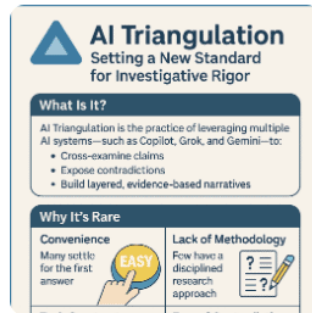 AI Triangulation
Setting a New Standard
for Investigative Rigor
What Is It?
AI Triangulation is the practice of leveraging multiple
AI systems—such as Copilot, Grok, and Gemini—to:
• Cross-examine claims
• Expose contradictions
• Build layered, evidence-based narratives
Why It's Rare
Convenience
Many settle
for the first
answer
EASY
Lack of Methodology
Few have a
disciplined
research
approach